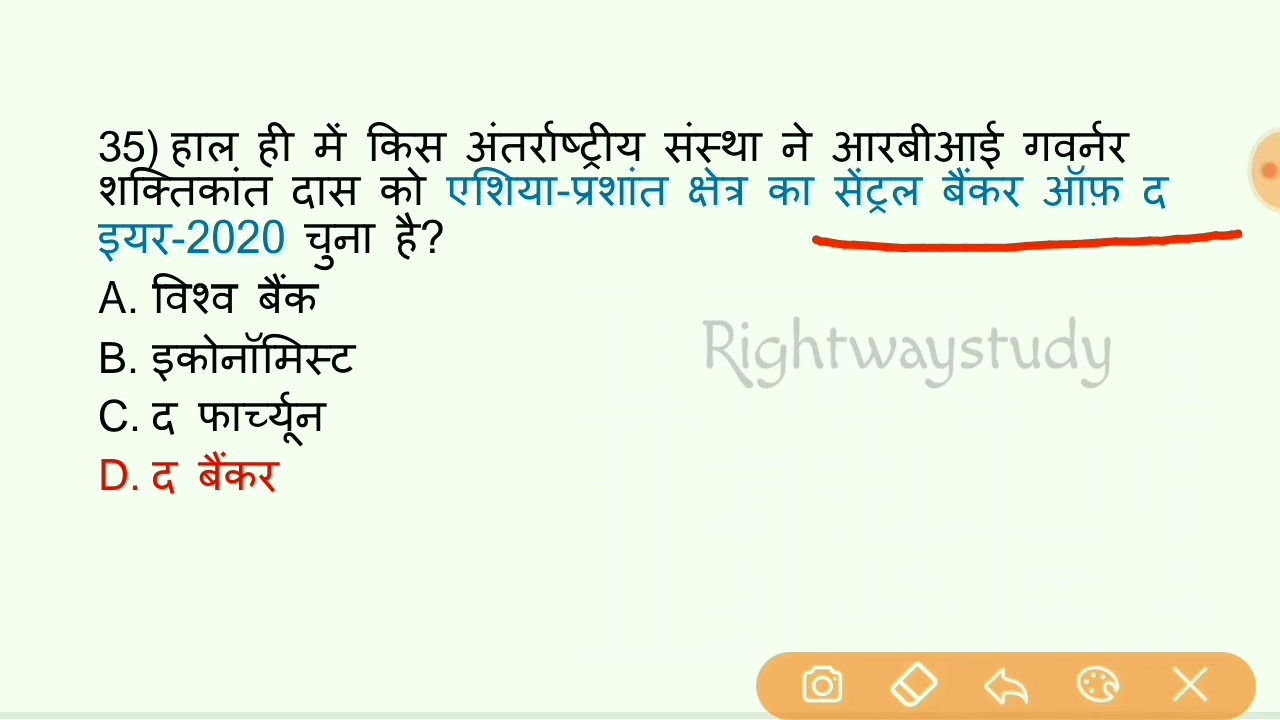 35) हाल ही में किस अंतर्राष्ट्रीय संस्था ने आरबीआई गवर्नर
शक्तिकांत दास को एशिया-प्रशांत क्षेत्र का सेंट्रल बैंकर ऑफ़ द
इयर-2020 चुना है?
A. विश्व बैंक
Rightwaystudy
B. इकोनॉमिस्ट
C. द फार्च्यून
D. द बैंकर